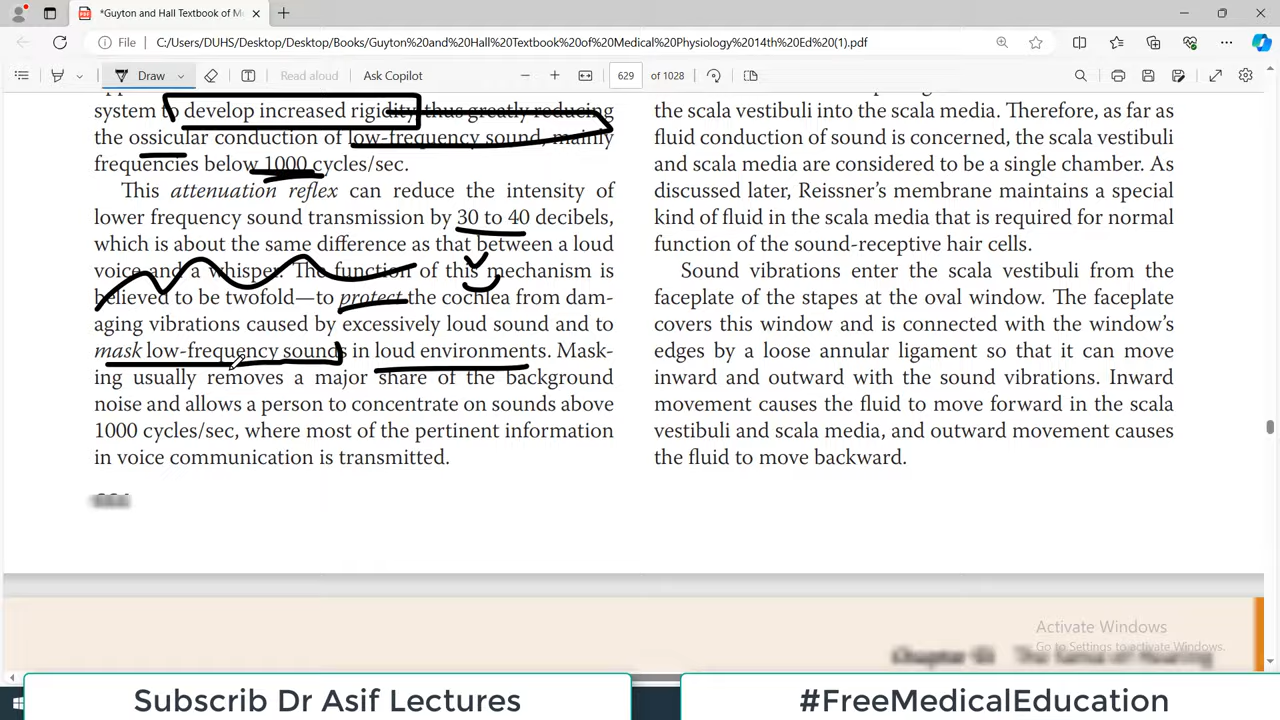 *Guyton and Hall Textbook of M
File
C:/Users/DUHS/Desktop/Desktop/Books/Guyton%20and%20Hall%20Textbook%20of%20Medical%20Physiology%2014th%20Ed%20(1).pdf
Draw
Read aloud
Ask Copilot
629 of 1028
system to develop increased rigidity, thus greatly reducing
the ossicular conduction of low-frequency sound, mainly
frequencies below 1000 cycles/sec.
This attenuation reflex can reduce the intensity of
lower frequency sound transmission by 30 to 40 decibels,
which is about the same difference as that between a loud
voice and a whisper. The function of this mechanism is
believed to be twofold—to protect the cochlea from dam-
aging vibrations caused by excessively loud sound and to
mask low-frequency sounds in loud environments. Mask-
ing usually removes a major share of the background
noise and allows a person to concentrate on sounds above
1000 cycles/sec, where most of the pertinent information
in voice communication is transmitted.
the scala vestibuli into the scala media. Therefore, as far as
fluid conduction of sound is concerned, the scala vestibuli
and scala media are considered to be a single chamber. As
discussed later, Reissner's membrane maintains a special
kind of fluid in the scala media that is required for normal
function of the sound-receptive hair cells.
Sound vibrations enter the scala vestibuli from the
faceplate of the stapes at the oval window. The faceplate
covers this window and is connected with the window's
edges by a loose annular ligament so that it can move
inward and outward with the sound vibrations. Inward
movement causes the fluid to move forward in the scala
vestibuli and scala media, and outward movement causes
the fluid to move backward.
Activate Windows
Go to Settings to activate Windows.
Subscrib Dr Asif Lectures
#FreeMedicalEducation